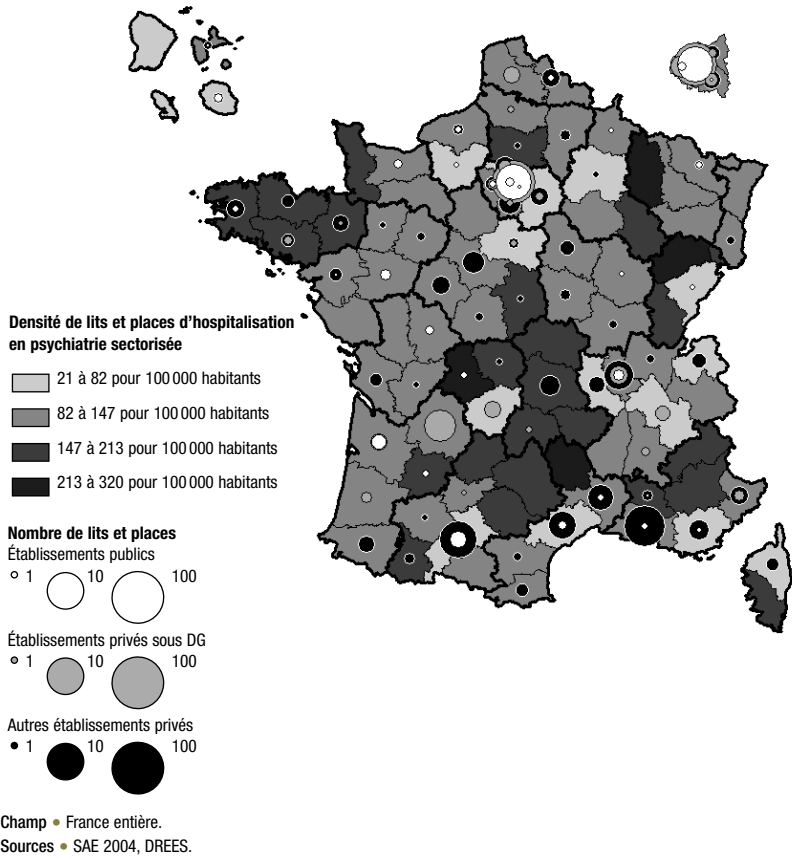 Densité de lits et places d'hospitalisation
en psychiatrie sectorisée
21 à 82 pour 100 000 habitants
82 à 147 pour 100 000 habitants
147 à 213 pour 100 000 habitants
213 à 320 pour 100 000 habitants
Nombre de lits et places
Établissements publics
1 10 100
Établissements privés sous DG
1 10 100
Autres établissements privés
1 10 100
Champ • France entière.
Sources • SAE 2004, DREES.